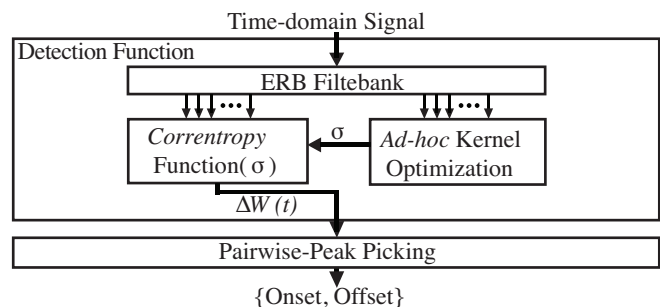 Time-domain Signal
Detection Function
ERB Filtebank
Correntropy
Function(σ)
σ
Ad-hoc Kernel
Optimization
ΔW (t)
Pairwise-Peak Picking
{Onset, Offset}